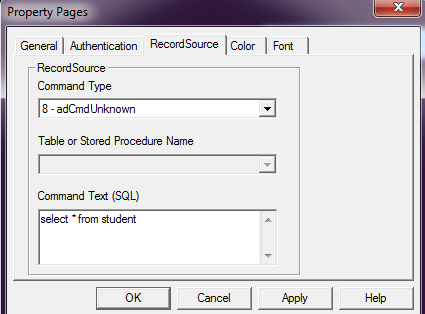 Property Pages
General Authentication RecordSource Color Font
RecordSource
Command Type
8 - adCmdUnknown
Table or Stored Procedure Name
Command Text (SQL)
select * from student
OK Cancel Apply Help